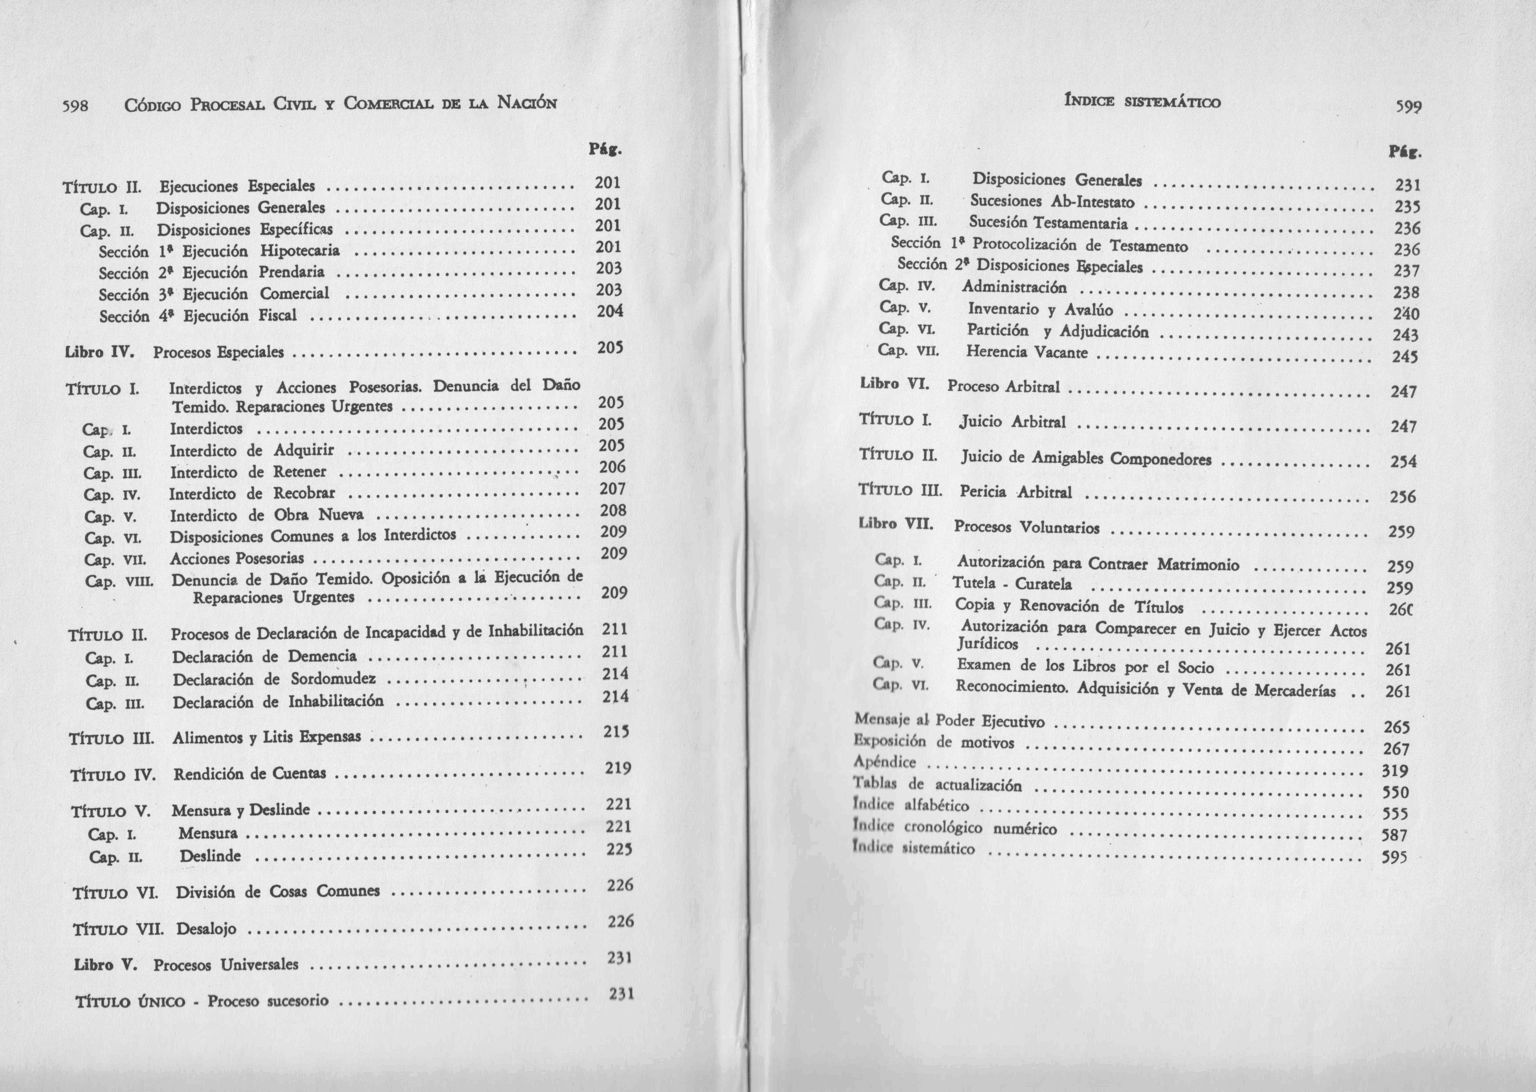 598 Código Procesal Civil y Comercial de la Nación
Pág.
Título II. Ejecuciones Especiales ............................ 201
Cap. I. Disposiciones Generales ........................... 201
Cap. II. Disposiciones Específicas .......................... 201
Sección 1ª Ejecución Hipotecaria ......................... 201
Sección 2ª Ejecución Prendaria ........................... 203
Sección 3ª Ejecución Comercial .......................... 203
Sección 4ª Ejecución Fiscal .............................. 204
Libro IV. Procesos Especiales ................................ 205
Título I. Interdictos y Acciones Posesorias. Denuncia del Daño
Temido. Reparaciones Urgentes .................... 205
Cap. I. Interdictos .................................... 205
Cap. II. Interdicto de Adquirir .......................... 205
Cap. III. Interdicto de Retener ........................... 206
Cap. IV. Interdicto de Recobrar .......................... 207
Cap. V. Interdicto de Obra Nueva ....................... 208
Cap. VI. Disposiciones Comunes a los Interdictos ............. 209
Cap. VII. Acciones Posesorias .............................. 209
Cap. VIII. Denuncia de Daño Temido. Oposición a la Ejecución de
Reparaciones Urgentes ........................ 209
Título II. Procesos de Declaración de Incapacidad y de Inhabilitación 211
Cap. I. Declaración de Demencia ........................ 211
Cap. II. Declaración de Sordomudez ...................... 214
Cap. III. Declaración de Inhabilitación ..................... 214
Título III. Alimentos y Litis Expensas ........................ 215
Título IV. Rendición de Cuentas ............................ 219
Título V. Mensura y Deslinde .............................. 221
Cap. I. Mensura ...................................... 221
Cap. II. Deslinde ..................................... 225
Título VI. División de Cosas Comunes ...................... 226
Título VII. Desalojo ...................................... 226
Libro V. Procesos Universales ............................... 231
Título Único - Proceso sucesorio ............................ 231
Índice sistemático 599
Pág.
Cap. I. Disposiciones Generales ......................... 231
Cap. II. Sucesiones Ab-Intestato .......................... 235
Cap. III. Sucesión Testamentaria ........................... 236
Sección 1ª Protocolización de Testamento ................... 236
Sección 2ª Disposiciones Especiales ......................... 237
Cap. IV. Administración ................................. 238
Cap. V. Inventario y Avalúo ............................ 240
Cap. VI. Partición y Adjudicación ........................ 243
Cap. VII. Herencia Vacante ............................... 245
Libro VI. Proceso Arbitral .................................. 247
Título I. Juicio Arbitral ................................. 247
Título II. Juicio de Amigables Componedores ................. 254
Título III. Pericia Arbitral ................................ 256
Libro VII. Procesos Voluntarios ............................. 259
Cap. I. Autorización para Contraer Matrimonio ............. 259
Cap. II. Tutela - Curatela ............................... 259
Cap. III. Copia y Renovación de Títulos ................... 260
Cap. IV. Autorización para Comparecer en Juicio y Ejercer Actos
Jurídicos ..................................... 261
Cap. V. Examen de los Libros por el Socio ................ 261
Cap. VI. Reconocimiento. Adquisición y Venta de Mercaderías .. 261
Mensaje al Poder Ejecutivo ................................... 265
Exposición de motivos ...................................... 267
Apéndice ................................................. 319
Tablas de actualización ..................................... 550
Índice alfabético ........................................... 555
Índice cronológico numérico ................................. 587
Índice sistemático .......................................... 595